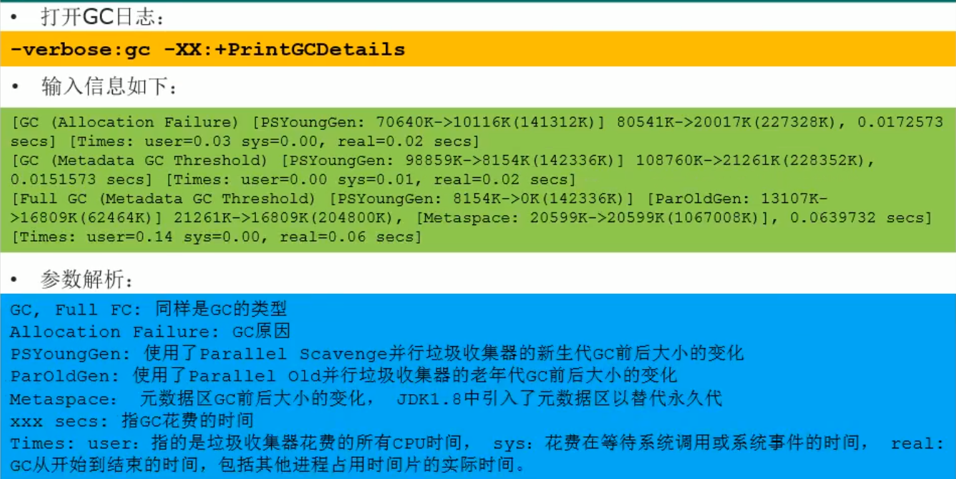 • 打开GC日志：
-verbose:gc -XX:+PrintGCDetails
• 输入信息如下：
[GC (Allocation Failure) [PSYoungGen: 70640K->10116K(141312K)] 80541K->20017K(227328K), 0.0172573
secs] [Times: user=0.03 sys=0.00, real=0.02 secs]
[GC (Metadata GC Threshold) [PSYoungGen: 98859K->8154K(142336K)] 108760K->21261K(228352K),
0.0151573 secs] [Times: user=0.00 sys=0.01, real=0.02 secs]
[Full GC (Metadata GC Threshold) [PSYoungGen: 8154K->0K(142336K)] [ParOldGen: 13107K-
>16809K(62464K)] 21261K->16809K(204800K), [Metaspace: 20599K->20599K(1067008K)], 0.0639732 secs]
[Times: user=0.14 sys=0.00, real=0.06 secs]
• 参数解析：
GC, Full FC: 同样是GC的类型
Allocation Failure: GC原因
PSYoungGen: 使用了Parallel Scavenge并行垃圾收集器的新生代GC前后大小的变化
ParOldGen: 使用了Parallel Old并行垃圾收集器的老年代GC前后大小的变化
Metaspace: 元数据区GC前后大小的变化， JDK1.8中引入了元数据区以替代永久代
xxx secs: 指GC花费的时间
Times: user：指的是垃圾收集器花费的所有CPU时间， sys：花费在等待系统调用或系统事件的时间， real:
GC从开始到结束的时间，包括其他进程占用时间片的实际时间。